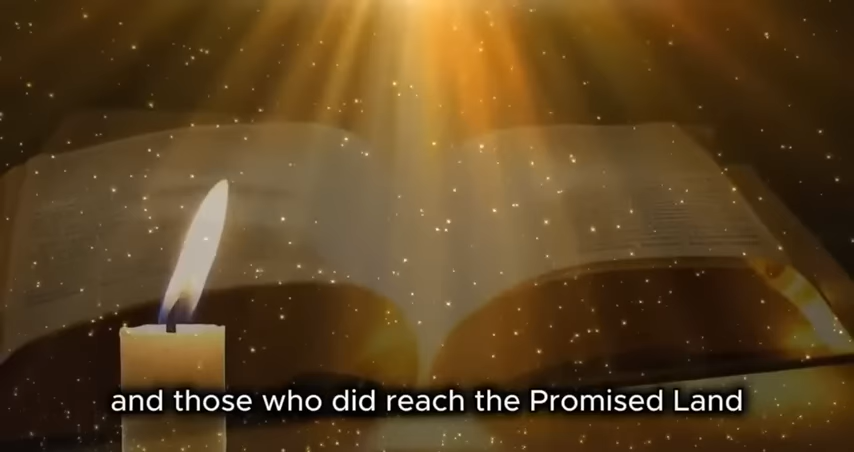 and those who did reach the Promised Land